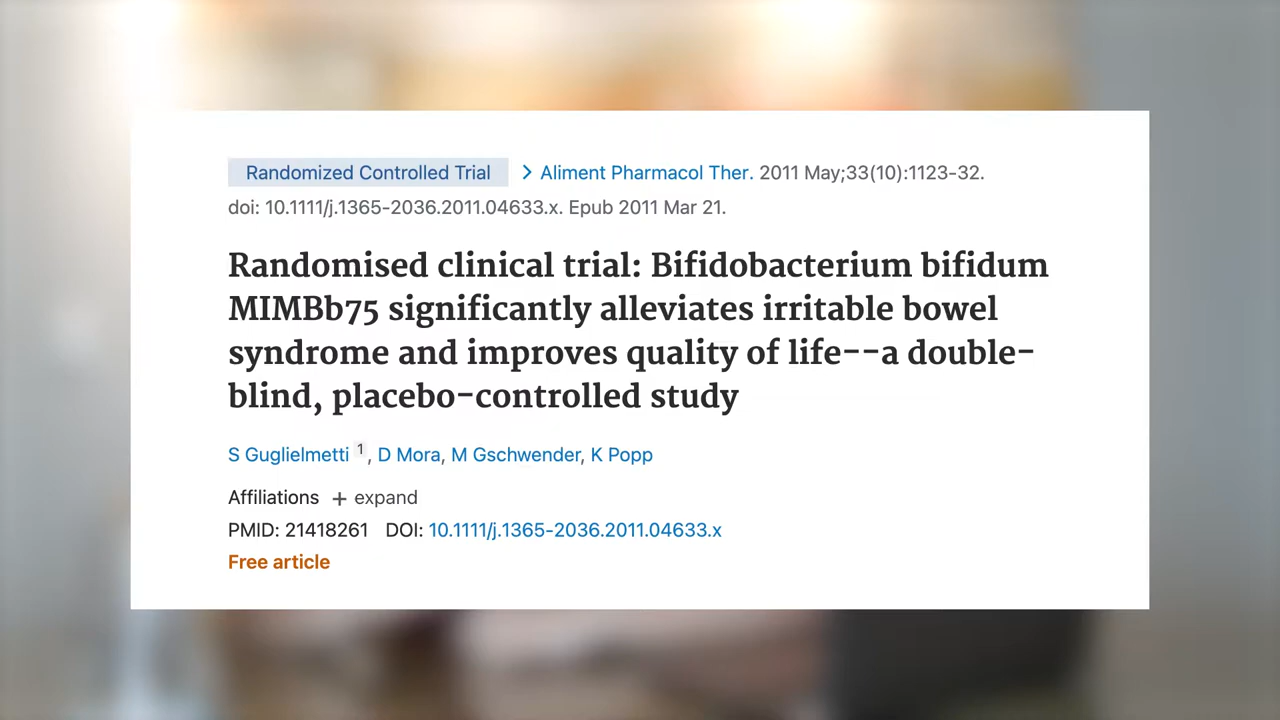 Randomized Controlled Trial > Aliment Pharmacol Ther. 2011 May;33(10):1123-32.
doi: 10.1111/j.1365-2036.2011.04633.x. Epub 2011 Mar 21.
Randomised clinical trial: Bifidobacterium bifidum
MIMBb75 significantly alleviates irritable bowel
syndrome and improves quality of life--a double-
blind, placebo-controlled study
S Guglielmetti 1, D Mora, M Gschwender, K Popp
Affiliations + expand
PMID: 21418261 DOI: 10.1111/j.1365-2036.2011.04633.x
Free article